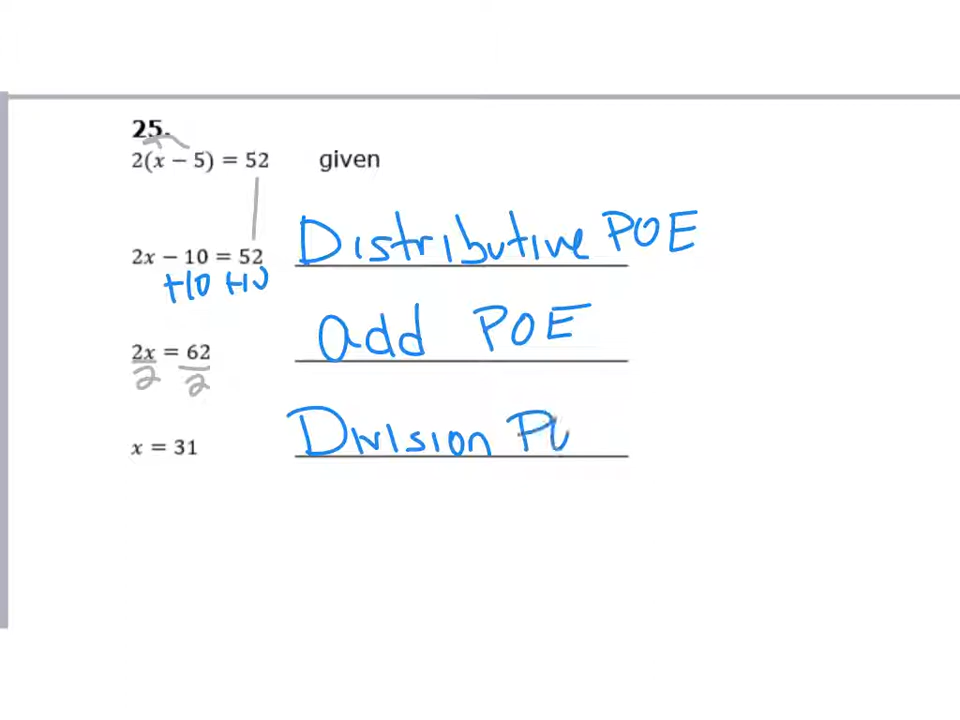 25.
2(x − 5) = 52 given
2x − 10 = 52 Distributive POE
+10 +10
2x = 62 add POE
2 2
x = 31 Division PO